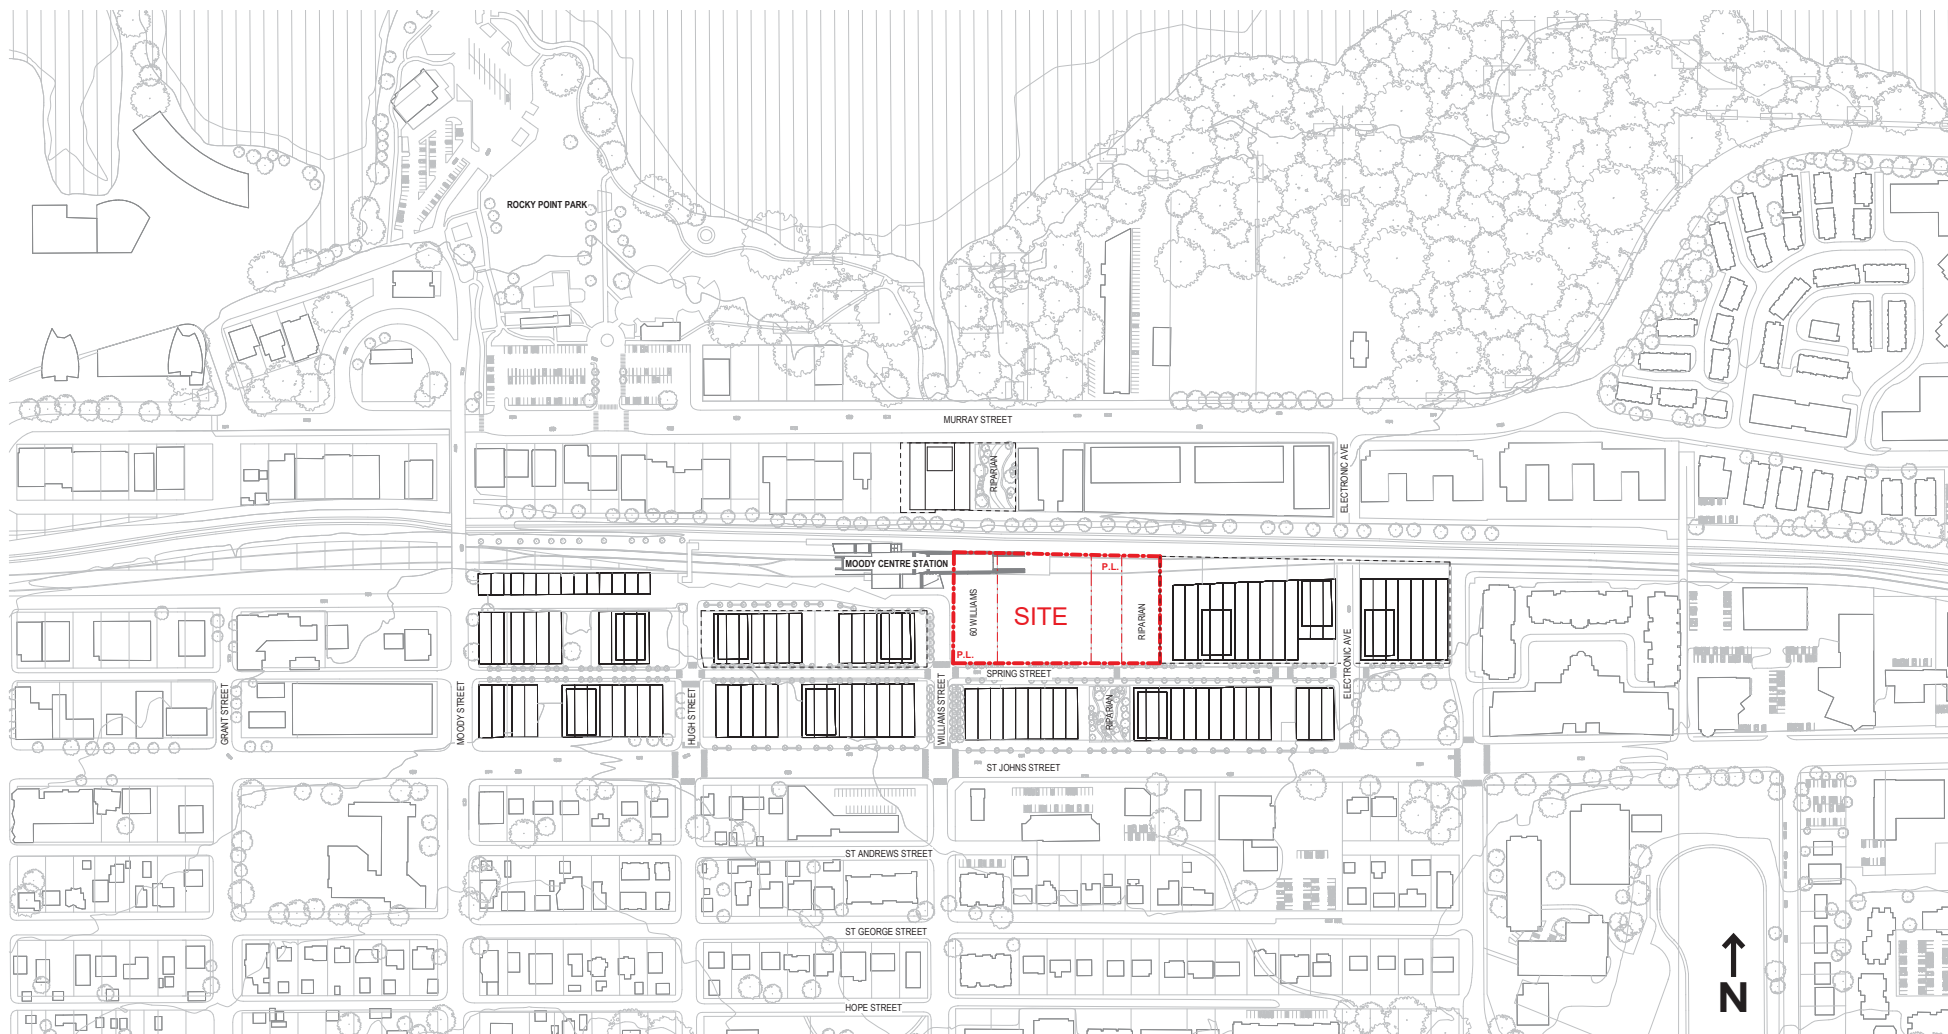 ROCKY POINT PARK
MURRAY STREET
RIPARIAN
ELECTRONIC AVE
MOODY CENTRE STATION
P.L.
60 WILLIAMS
SITE
RIPARIAN
P.L.
SPRING STREET
ELECTRONIC AVE
GRANT STREET
MOODY STREET
HUGH STREET
WILLIAMS STREET
RIPARIAN
ST JOHNS STREET
ST ANDREWS STREET
ST GEORGE STREET
HOPE STREET
N